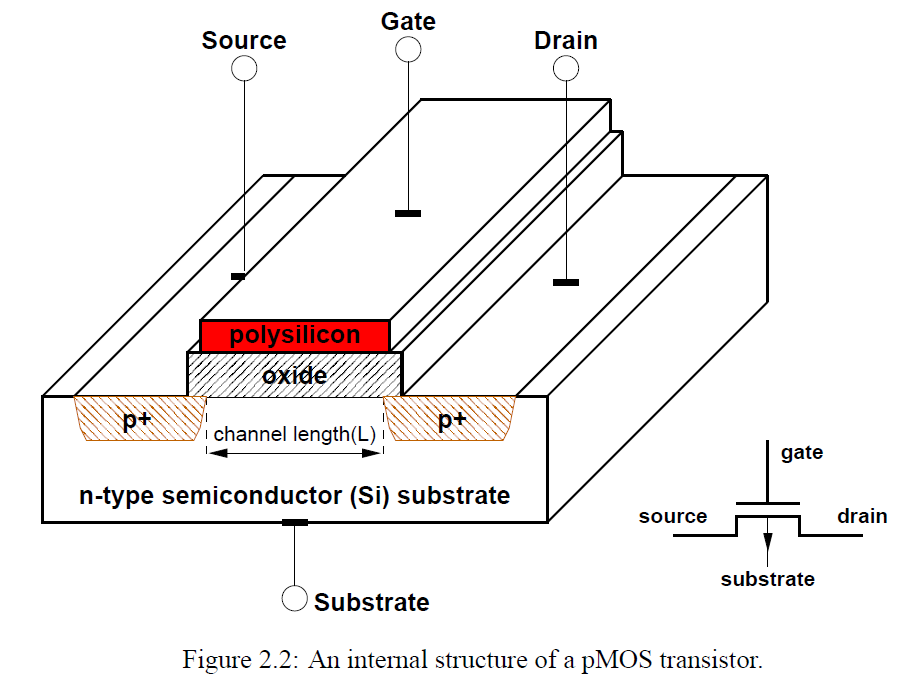 Gate
Source
Drain
polysilicon
oxide
p+
p+
channel length(L)
n-type semiconductor (Si) substrate
gate
source
drain
substrate
Substrate
Figure 2.2: An internal structure of a pMOS transistor.